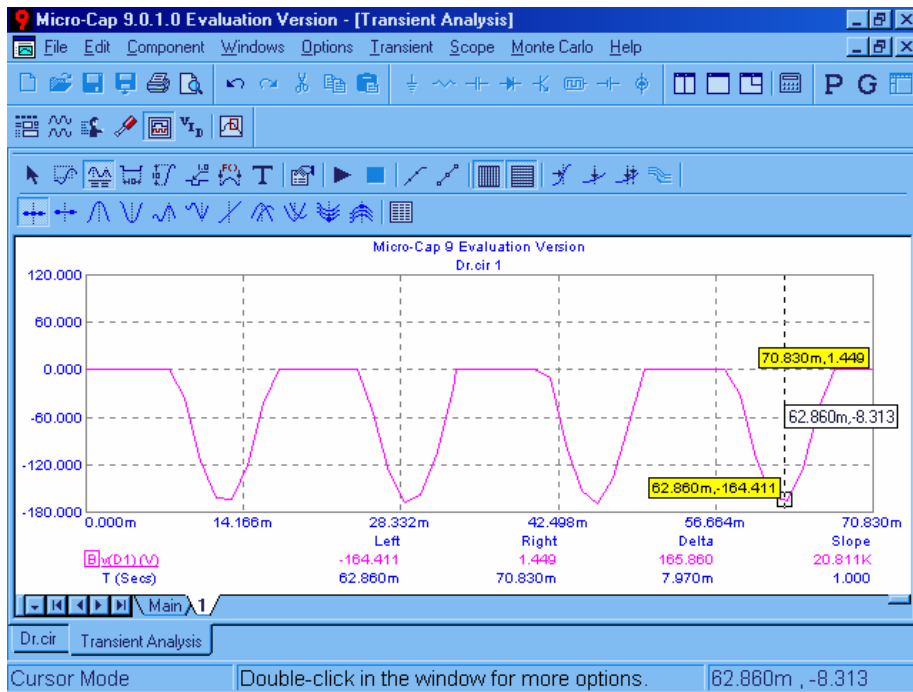 Micro-Cap 9.0.1.0 Evaluation Version - [Transient Analysis]
File Edit Component Windows Options Transient Scope Monte Carlo Help
P G
Micro-Cap 9 Evaluation Version
Dr.cir 1
120.000
60.000
0.000
-60.000
-120.000
-180.000
70.830m,1.449
62.860m,-8.313
62.860m,-164.411
0.000m 14.166m 28.332m 42.498m 56.664m 70.830m
Left Right Delta Slope
B v(D1) (V) -164.411 1.449 165.860 20.811K
T (Secs) 62.860m 70.830m 7.970m 1.000
Main 1
Dr.cir Transient Analysis
Cursor Mode Double-click in the window for more options. 62.860m , -8.313